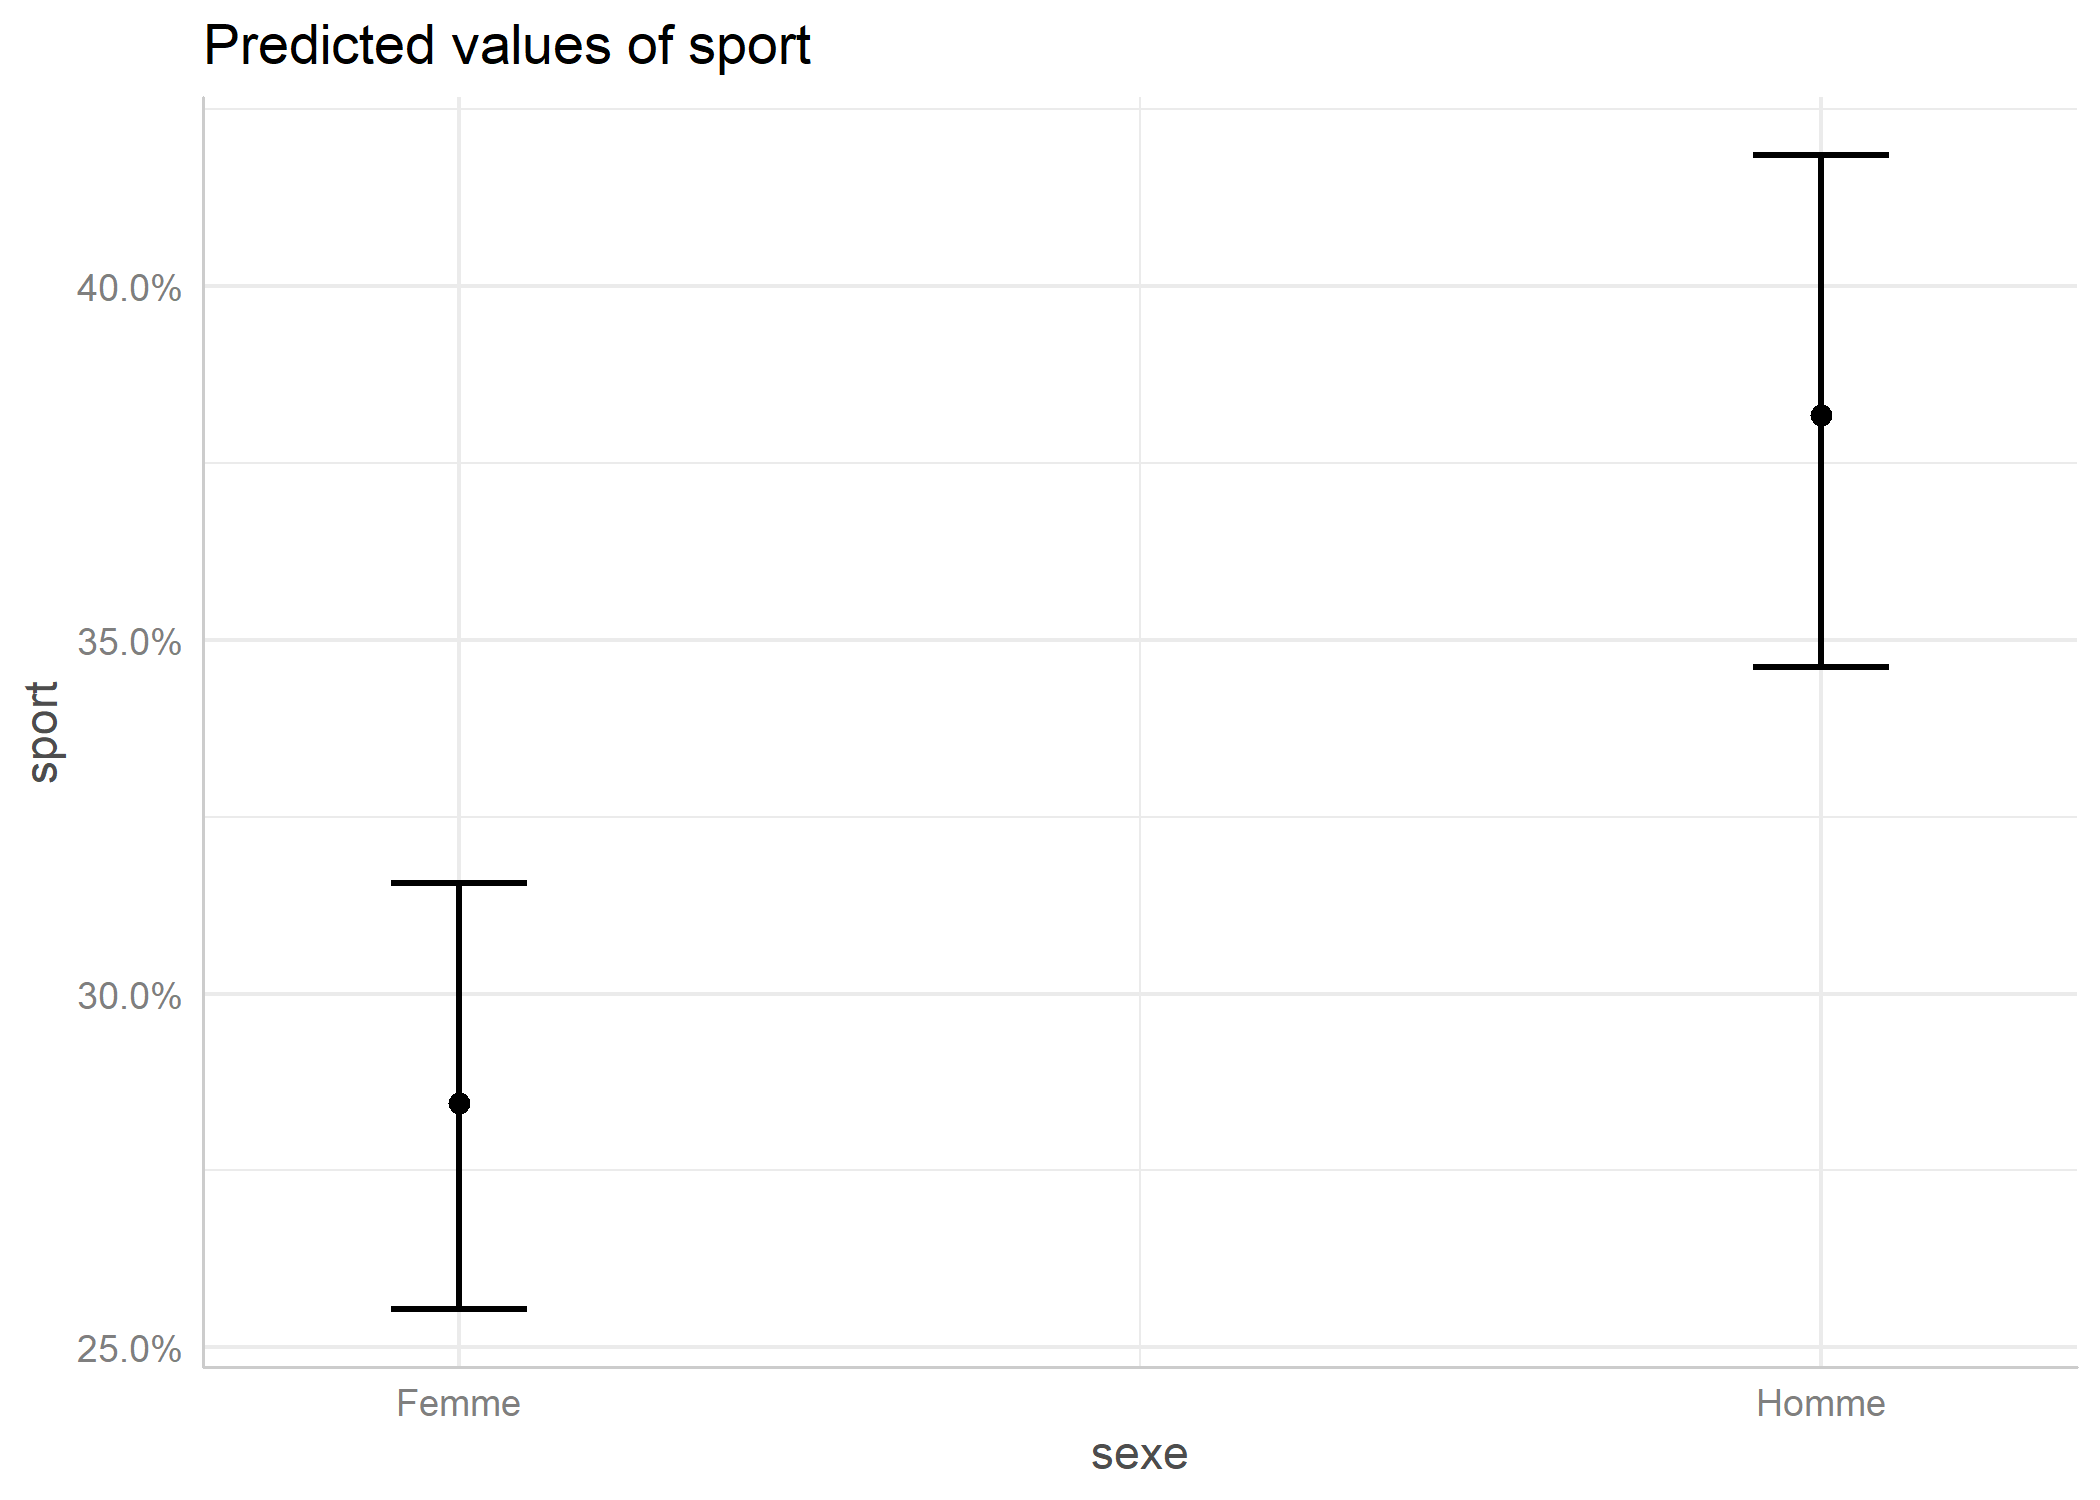 Predicted values of sport
40.0%
35.0%
30.0%
25.0%
sport
Femme
Homme
sexe